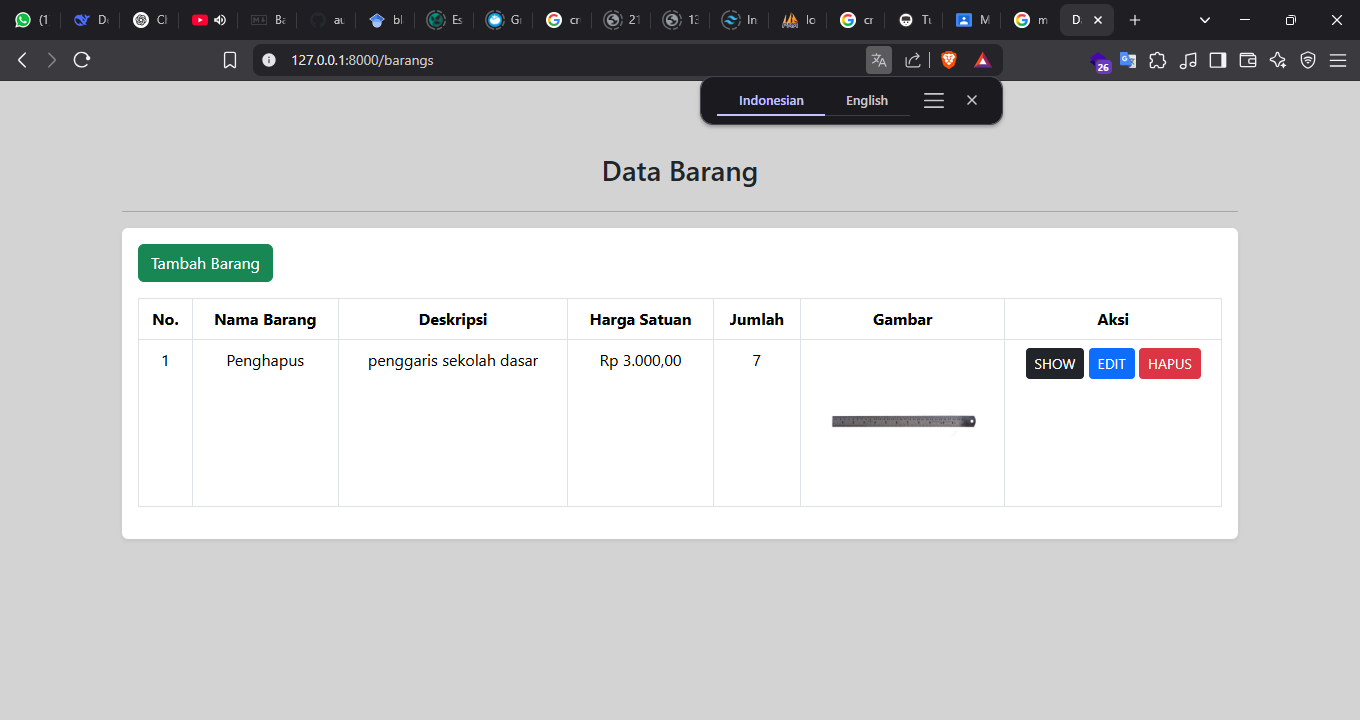 (1
D
Cl
Ba
au
bl
Es
G
cr
21
13
In
lo
cr
Tu
M
m
D
127.0.0.1:8000/barangs
26
Indonesian English
Data Barang
Tambah Barang
No. Nama Barang Deskripsi Harga Satuan Jumlah Gambar Aksi
1 Penghapus penggaris sekolah dasar Rp 3.000,00 7 SHOW EDIT HAPUS